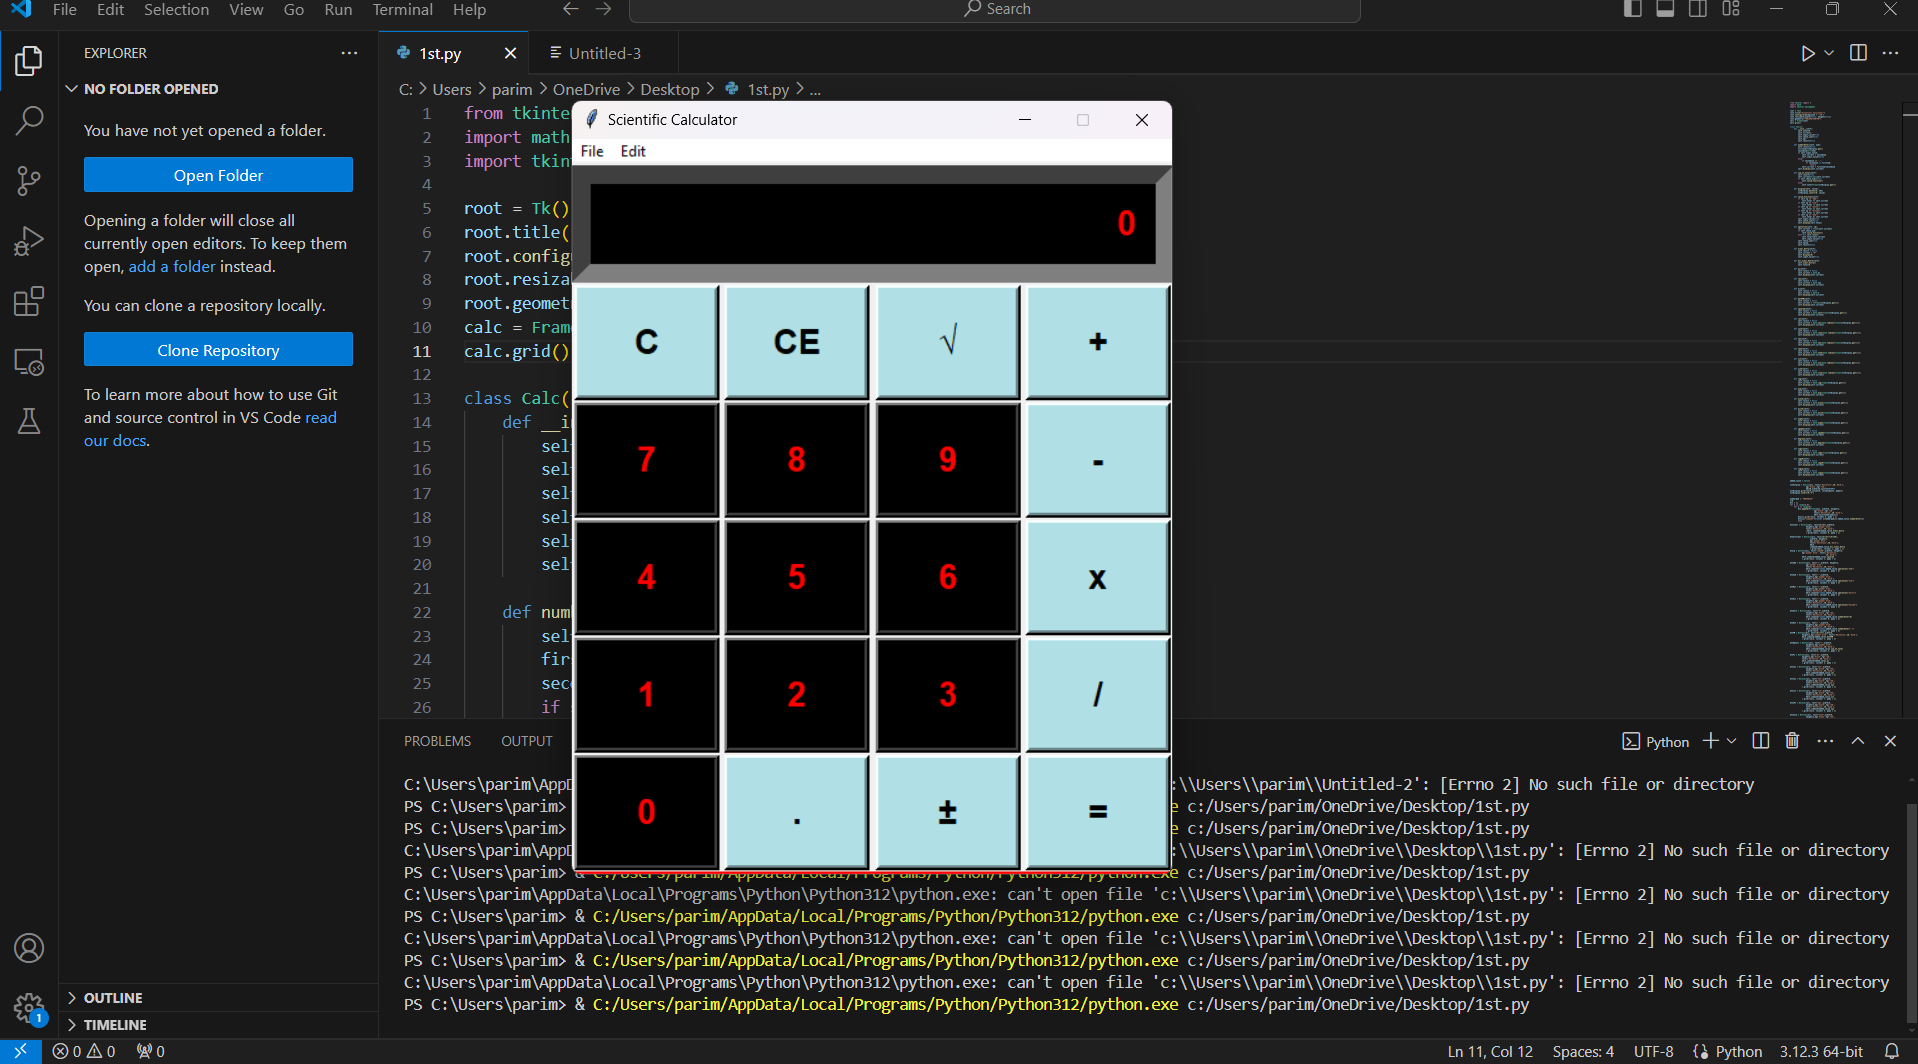 File Edit Selection View Go Run Terminal Help
Search
EXPLORER
NO FOLDER OPENED
You have not yet opened a folder.
Open Folder
Opening a folder will close all
currently open editors. To keep them
open, add a folder instead.
You can clone a repository locally.
Clone Repository
To learn more about how to use Git
and source control in VS Code read
our docs.
OUTLINE
TIMELINE
1st.py
Untitled-3
C: > Users > parim > OneDrive > Desktop > 1st.py > ...
1 from tkinte
2 import math
3 import tkin
4
5 root = Tk()
6 root.title(
7 root.config
8 root.resiza
9 root.geomet
10 calc = Fram
11 calc.grid()
12
13 class Calc(
14 def __i
15 sel
16 sel
17 sel
18 sel
19 sel
20 sel
21
22 def num
23 sel
24 fir
25 sec
26 if
Scientific Calculator
File Edit
0
C CE √ +
7 8 9 -
4 5 6 x
1 2 3 /
0 . ± =
PROBLEMS OUTPUT
Python
C:\Users\parim\AppD :\\Users\\parim\\Untitled-2': [Errno 2] No such file or directory
PS C:\Users\parim> e c:/Users/parim/OneDrive/Desktop/1st.py
PS C:\Users\parim> e c:/Users/parim/OneDrive/Desktop/1st.py
C:\Users\parim\AppD :\\Users\\parim\\OneDrive\\Desktop\\1st.py': [Errno 2] No such file or directory
PS C:\Users\parim> & C:/Users/parim/AppData/Local/Programs/Python/Python312/python.exe c:/Users/parim/OneDrive/Desktop/1st.py
C:\Users\parim\AppData\Local\Programs\Python\Python312\python.exe: can't open file 'c:\\Users\\parim\\OneDrive\\Desktop\\1st.py': [Errno 2] No such file or directory
PS C:\Users\parim> & C:/Users/parim/AppData/Local/Programs/Python/Python312/python.exe c:/Users/parim/OneDrive/Desktop/1st.py
C:\Users\parim\AppData\Local\Programs\Python\Python312\python.exe: can't open file 'c:\\Users\\parim\\OneDrive\\Desktop\\1st.py': [Errno 2] No such file or directory
PS C:\Users\parim> & C:/Users/parim/AppData/Local/Programs/Python/Python312/python.exe c:/Users/parim/OneDrive/Desktop/1st.py
C:\Users\parim\AppData\Local\Programs\Python\Python312\python.exe: can't open file 'c:\\Users\\parim\\OneDrive\\Desktop\\1st.py': [Errno 2] No such file or directory
PS C:\Users\parim> & C:/Users/parim/AppData/Local/Programs/Python/Python312/python.exe c:/Users/parim/OneDrive/Desktop/1st.py
1
0 0 0 Ln 11, Col 12 Spaces: 4 UTF-8 Python 3.12.3 64-bit